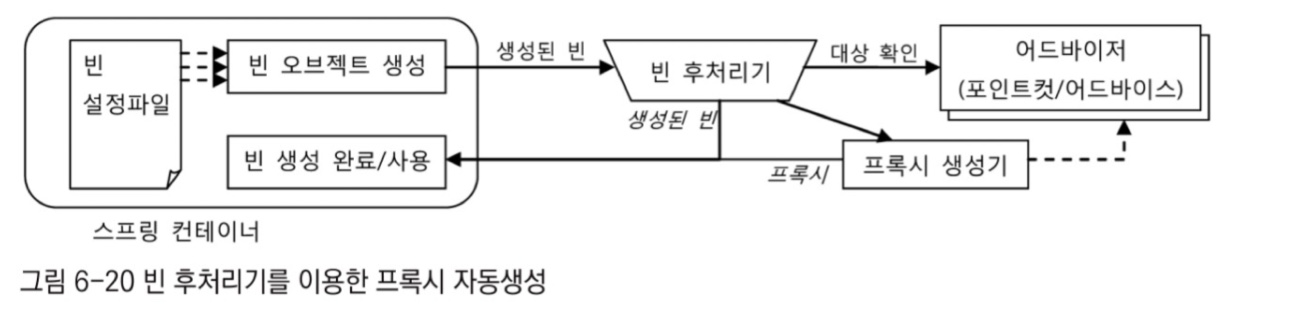 빈
설정파일
빈 오브젝트 생성
생성된 빈
빈 후처리기
대상 확인
어드바이저
(포인트컷/어드바이스)
생성된 빈
빈 생성 완료/사용
프록시
프록시 생성기
스프링 컨테이너
그림 6-20 빈 후처리기를 이용한 프록시 자동생성